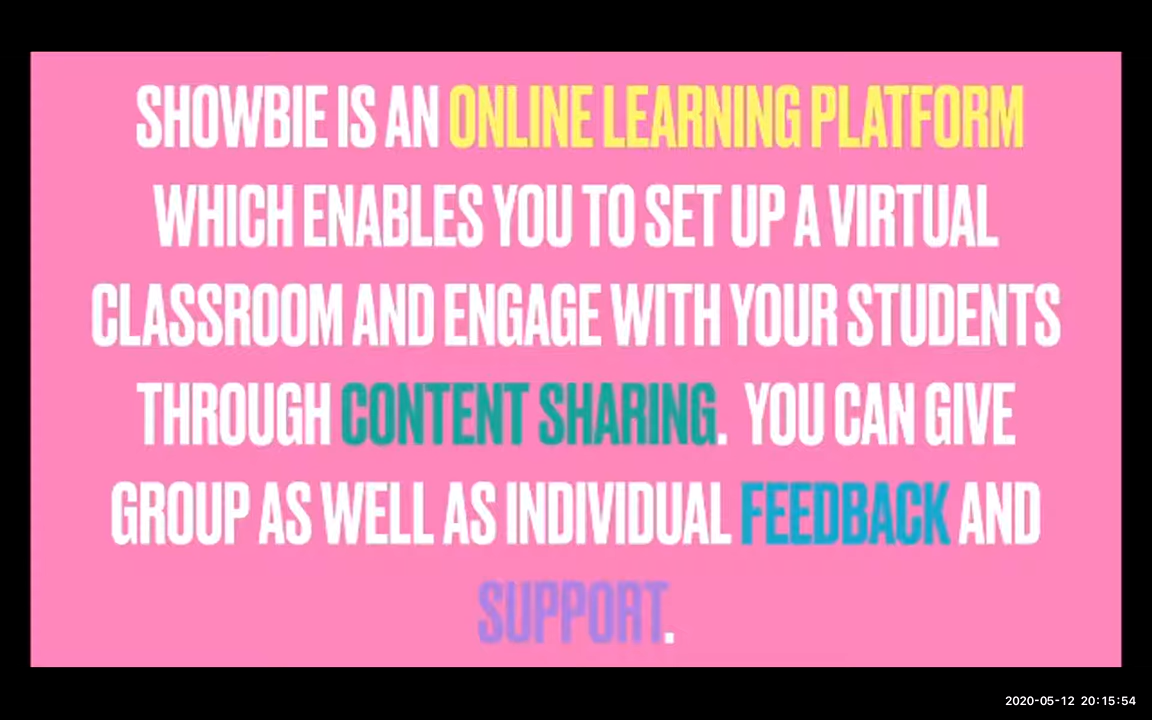 SHOWBIE IS AN ONLINE LEARNING PLATFORM
WHICH ENABLES YOU TO SET UP A VIRTUAL
CLASSROOM AND ENGAGE WITH YOUR STUDENTS
THROUGH CONTENT SHARING. YOU CAN GIVE
GROUP AS WELL AS INDIVIDUAL FEEDBACK AND
SUPPORT.
2020-05-12 20:15:54